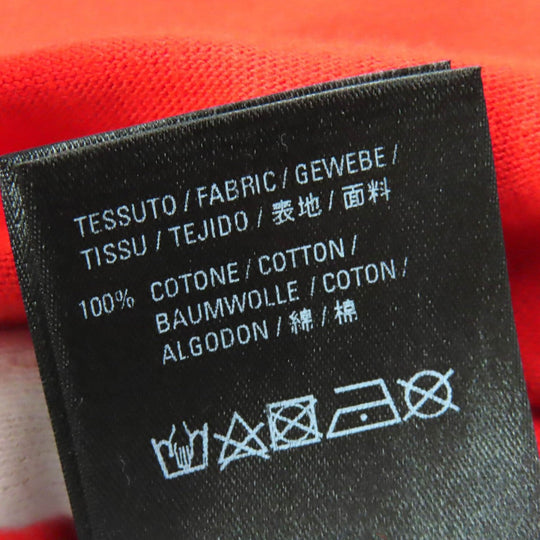 TESSUTO / FABRIC / GEWEBE /
TISSU / TEJIDO / 表地 / 面料
100% COTONE / COTTON /
BAUMWOLLE / COTON /
ALGODON / 綿 / 棉